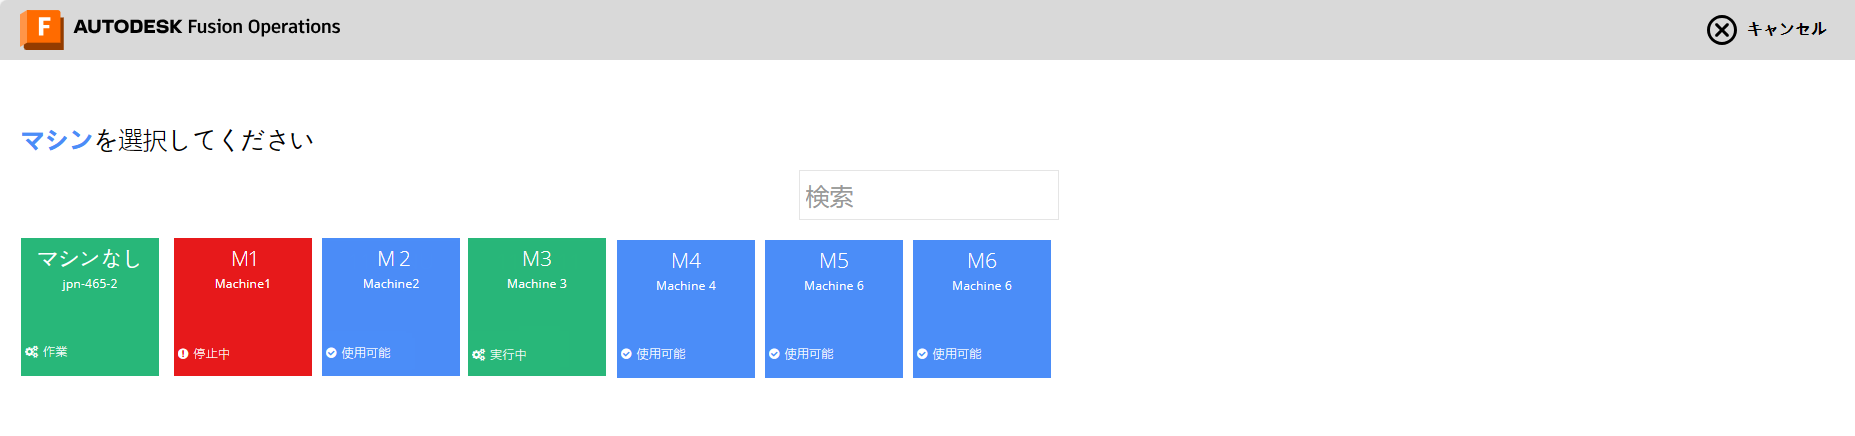 F AUTODESK Fusion Operations
キャンセル
マシンを選択してください
検索
マシンなし
jpn-465-2
作業
M1
Machine1
停止中
M 2
Machine2
使用可能
M3
Machine 3
実行中
M4
Machine 4
使用可能
M5
Machine 6
使用可能
M6
Machine 6
使用可能